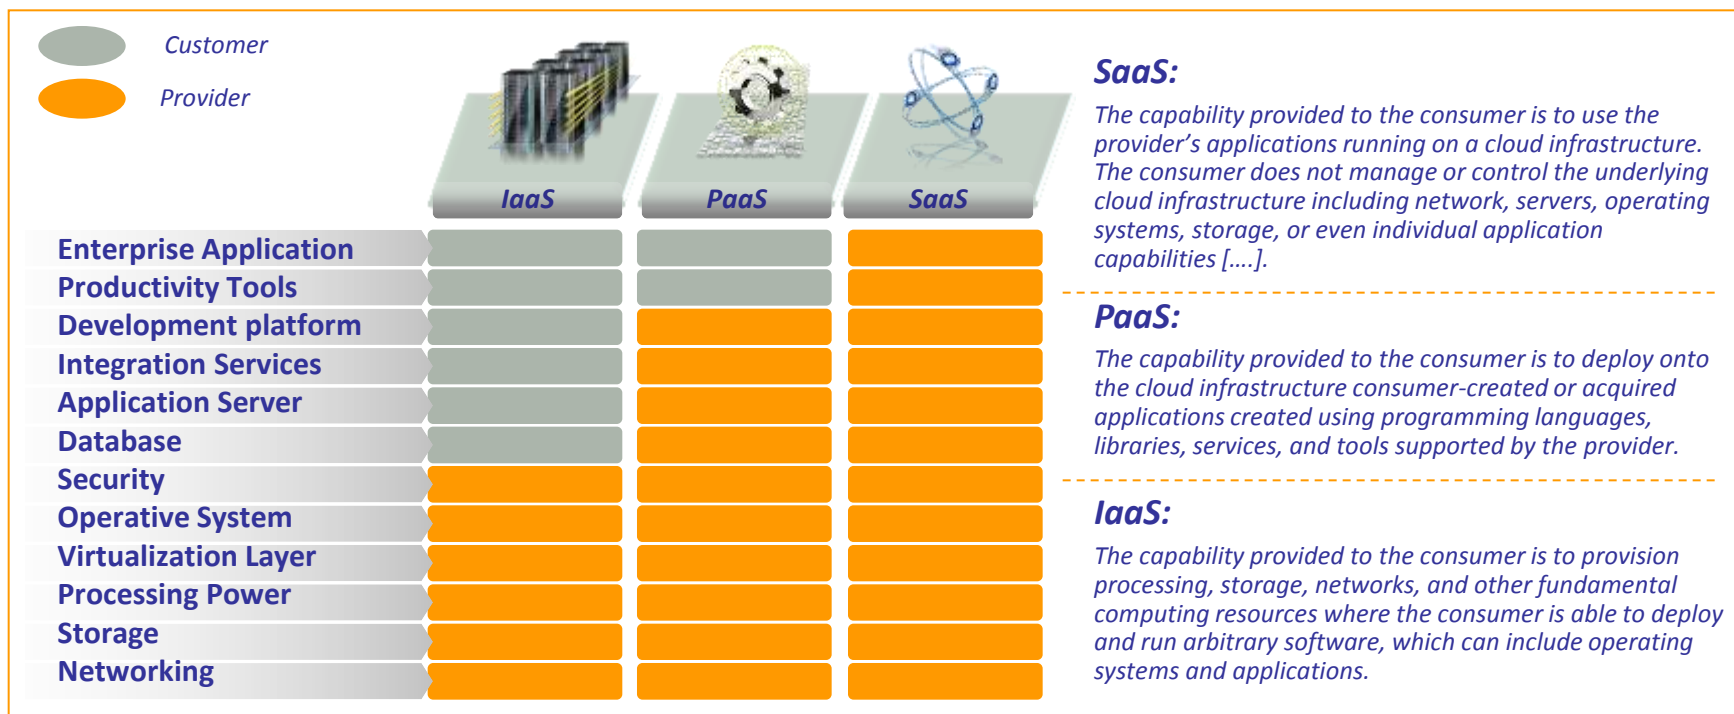 Customer
Provider
IaaS
PaaS
SaaS
Enterprise Application
Productivity Tools
Development platform
Integration Services
Application Server
Database
Security
Operative System
Virtualization Layer
Processing Power
Storage
Networking
SaaS:
The capability provided to the consumer is to use the
provider’s applications running on a cloud infrastructure.
The consumer does not manage or control the underlying
cloud infrastructure including network, servers, operating
systems, storage, or even individual application
capabilities [….].
PaaS:
The capability provided to the consumer is to deploy onto
the cloud infrastructure consumer-created or acquired
applications created using programming languages,
libraries, services, and tools supported by the provider.
IaaS:
The capability provided to the consumer is to provision
processing, storage, networks, and other fundamental
computing resources where the consumer is able to deploy
and run arbitrary software, which can include operating
systems and applications.